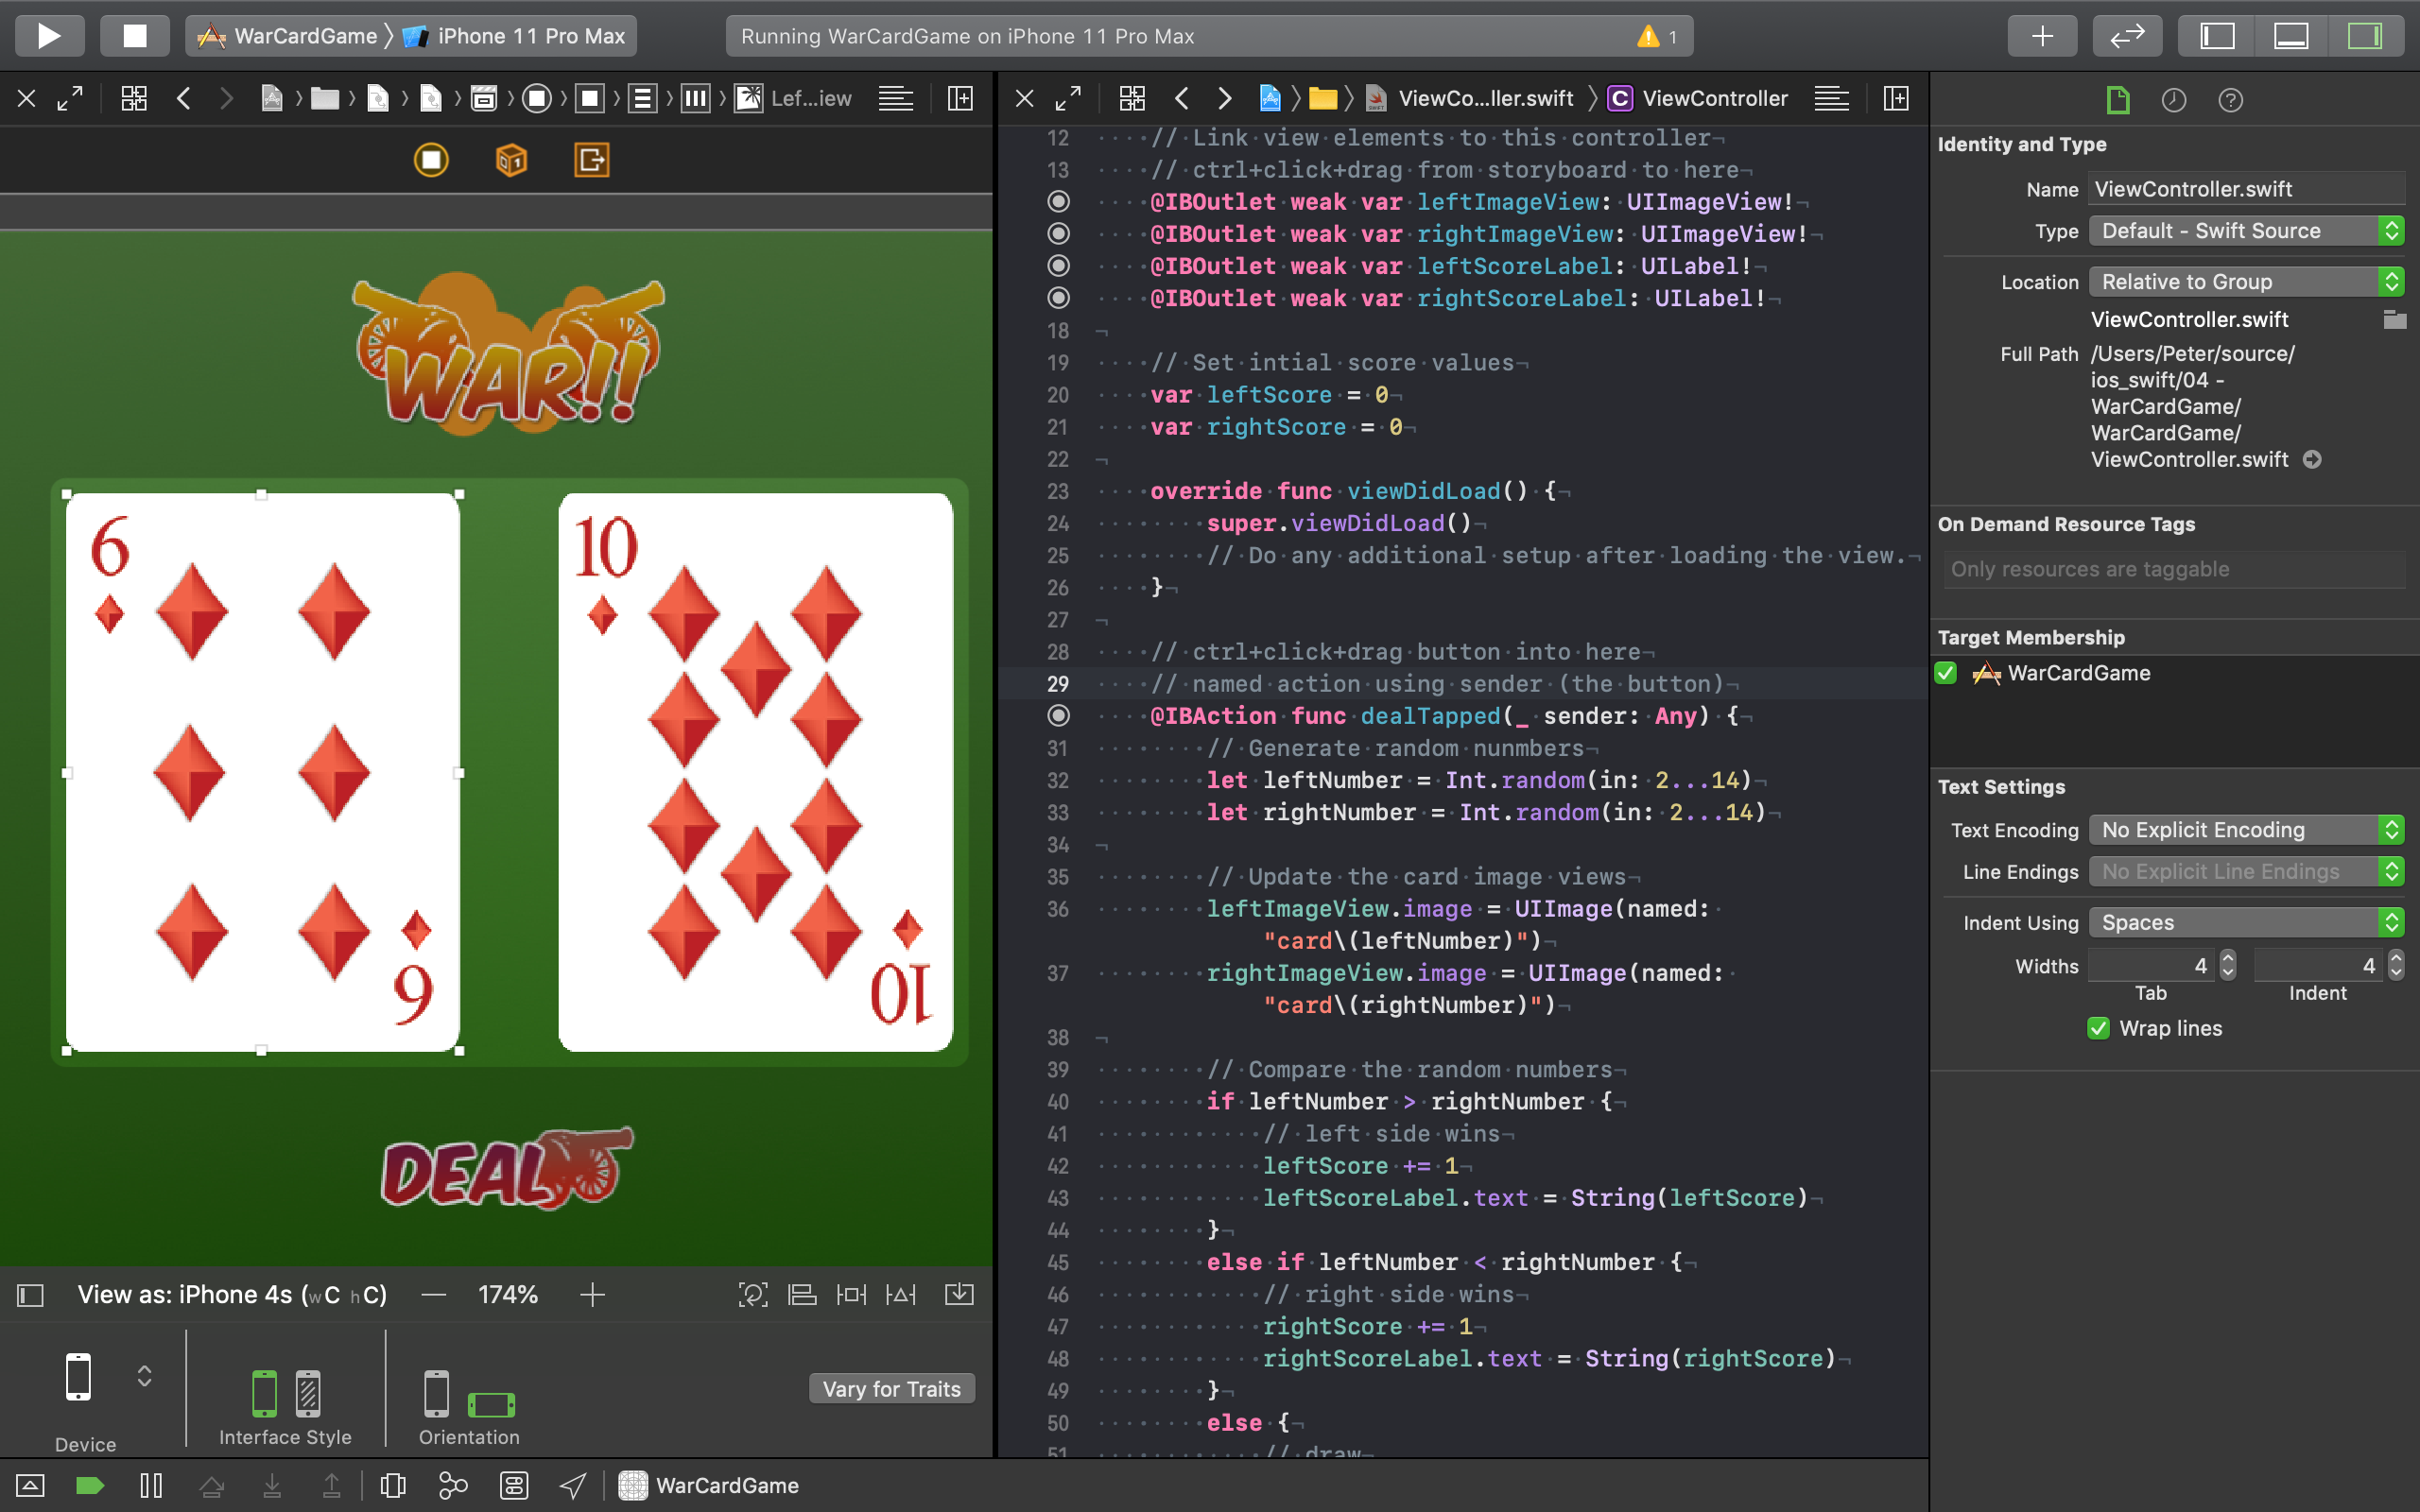 WarCardGame
iPhone 11 Pro Max
Running WarCardGame on iPhone 11 Pro Max
1
Lef...iew
WAR!!
6
6
10
10
DEAL
View as: iPhone 4s (wC hC)
174%
Device
Interface Style
Orientation
Vary for Traits
WarCardGame
ViewCo...ller.swift
C ViewController
12 // Link view elements to this controller
13 // ctrl+click+drag from storyboard to here
@IBOutlet weak var leftImageView: UIImageView!
@IBOutlet weak var rightImageView: UIImageView!
@IBOutlet weak var leftScoreLabel: UILabel!
@IBOutlet weak var rightScoreLabel: UILabel!
18
19 // Set intial score values
20 var leftScore = 0
21 var rightScore = 0
22
23 override func viewDidLoad() {
24 super.viewDidLoad()
25 // Do any additional setup after loading the view.
26 }
27
28 // ctrl+click+drag button into here
29 // named action using sender (the button)
@IBAction func dealTapped(_ sender: Any) {
31 // Generate random nunmbers
32 let leftNumber = Int.random(in: 2...14)
33 let rightNumber = Int.random(in: 2...14)
34
35 // Update the card image views
36 leftImageView.image = UIImage(named:
"card\(leftNumber)")
37 rightImageView.image = UIImage(named:
"card\(rightNumber)")
38
39 // Compare the random numbers
40 if leftNumber > rightNumber {
41 // left side wins
42 leftScore += 1
43 leftScoreLabel.text = String(leftScore)
44 }
45 else if leftNumber < rightNumber {
46 // right side wins
47 rightScore += 1
48 rightScoreLabel.text = String(rightScore)
49 }
50 else {
51 // draw
Identity and Type
Name ViewController.swift
Type Default - Swift Source
Location Relative to Group
ViewController.swift
Full Path /Users/Peter/source/
ios_swift/04 -
WarCardGame/
WarCardGame/
ViewController.swift
On Demand Resource Tags
Only resources are taggable
Target Membership
WarCardGame
Text Settings
Text Encoding No Explicit Encoding
Line Endings No Explicit Line Endings
Indent Using Spaces
Widths 4 4
Tab Indent
Wrap lines